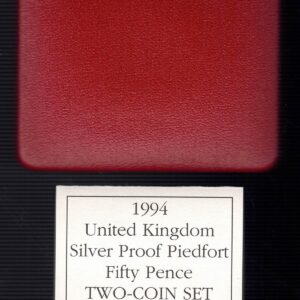 1994
United Kingdom
Silver Proof Piedfort
Fifty Pence
TWO-COIN SET